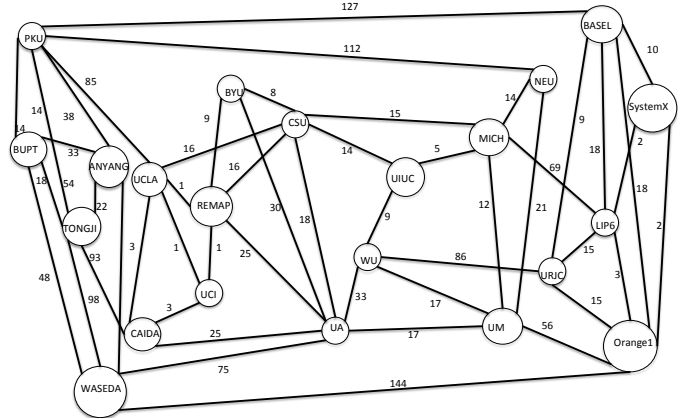 127
BASEL
PKU
112
10
85
NEU
14
BYU
8
SystemX
38
CSU
15
14
14
9
9
MICH
2
BUPT
33
16
14
5
18
ANYANG
UCLA
16
69
18
54
1
UIUC
18
REMAP
12
21
22
30
9
LIP6
2
TONGJI
18
3
1
1
25
15
93
WU
86
URJC
3
48
98
UCI
33
17
15
3
CAIDA
25
UA
17
UM
56
Orange1
75
WASEDA
144